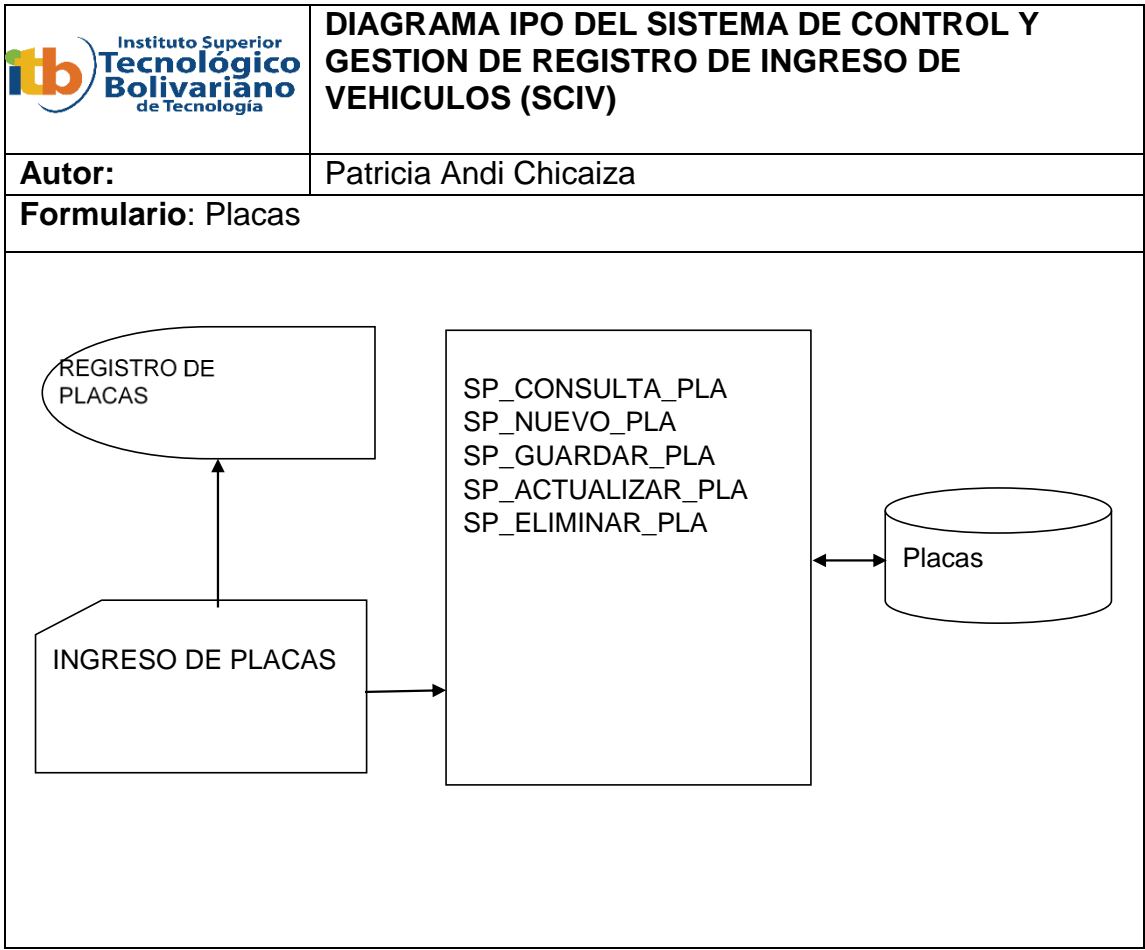 itb
Instituto Superior
Tecnológico
Bolivariano
de Tecnología
DIAGRAMA IPO DEL SISTEMA DE CONTROL Y
GESTION DE REGISTRO DE INGRESO DE
VEHICULOS (SCIV)
Autor:
Patricia Andi Chicaiza
Formulario: Placas
REGISTRO DE
PLACAS
SP_CONSULTA_PLA
SP_NUEVO_PLA
SP_GUARDAR_PLA
SP_ACTUALIZAR_PLA
SP_ELIMINAR_PLA
Placas
INGRESO DE PLACAS